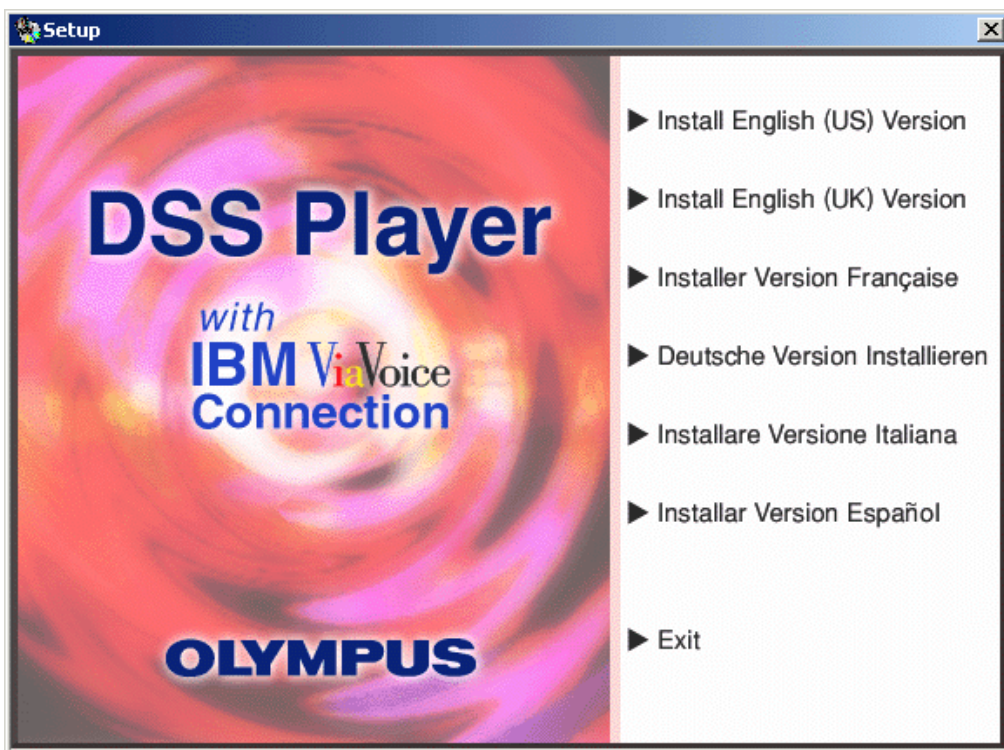 Setup
DSS Player
with
IBM ViaVoice
Connection
OLYMPUS
Install English (US) Version
Install English (UK) Version
Installer Version Française
Deutsche Version Installieren
Installare Versione Italiana
Installar Version Español
Exit